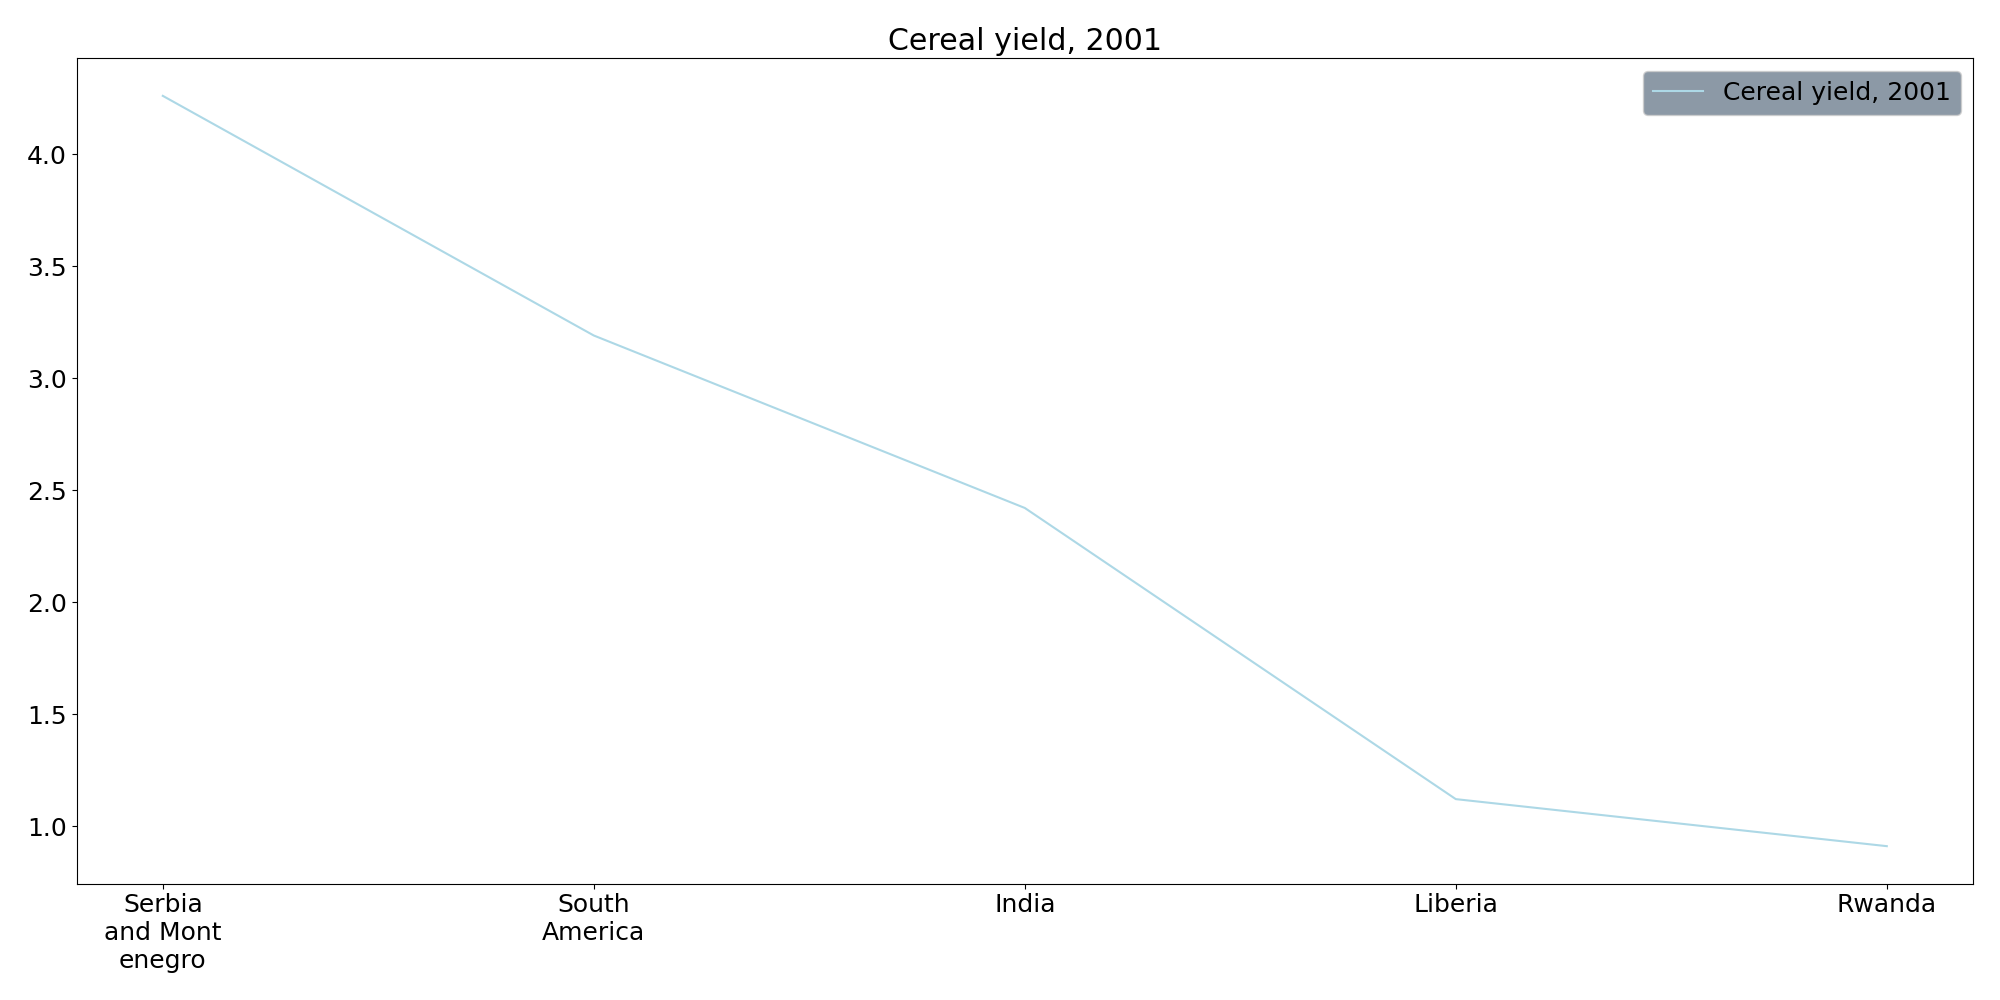 Cereal yield, 2001
Cereal yield, 2001
4.0
3.5
3.0
2.5
2.0
1.5
1.0
Serbia
and Mont
enegro
South
America
India
Liberia
Rwanda